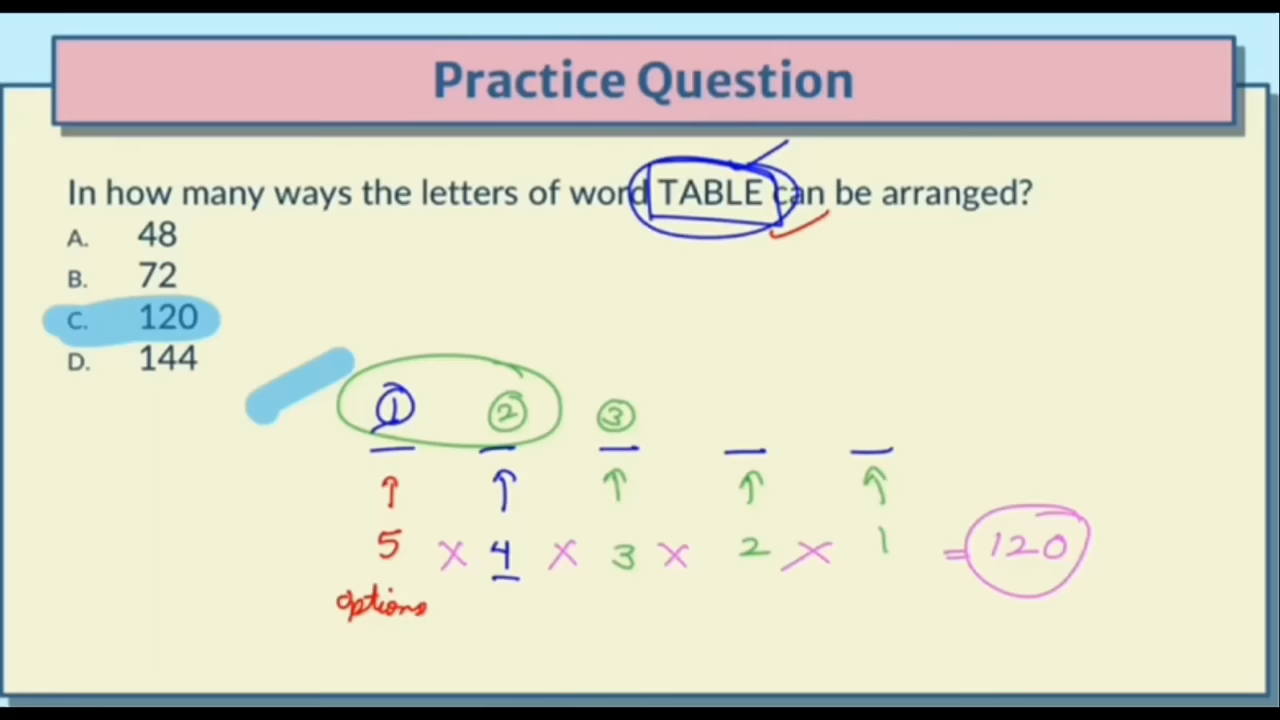 Practice Question
In how many ways the letters of word TABLE can be arranged?
A. 48
B. 72
C. 120
D. 144
1 2 3
5 × 4 × 3 × 2 × 1 = 120
options